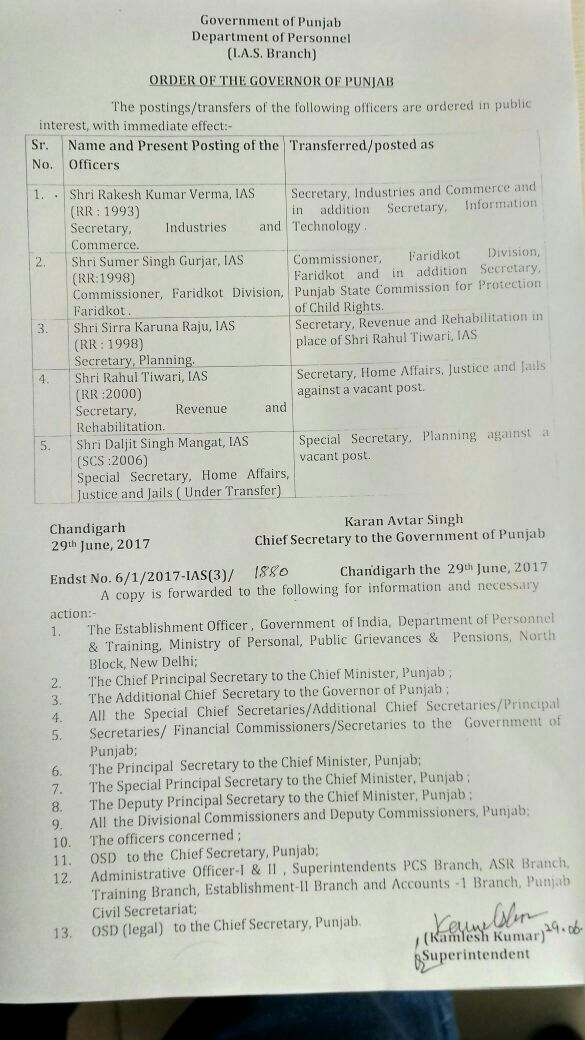 Government of Punjab
Department of Personnel
(I.A.S. Branch)
ORDER OF THE GOVERNOR OF PUNJAB
The postings/transfers of the following officers are ordered in public
interest, with immediate effect:-
Sr. No.
Name and Present Posting of the Officers
Transferred/posted as
1.
Shri Rakesh Kumar Verma, IAS
(RR : 1993)
Secretary, Industries and
Commerce.
Secretary, Industries and Commerce and
in addition Secretary, Information
Technology .
2.
Shri Sumer Singh Gurjar, IAS
(RR:1998)
Commissioner, Faridkot Division,
Faridkot .
Commissioner, Faridkot Division,
Faridkot and in addition Secretary,
Punjab State Commission for Protection
of Child Rights.
3.
Shri Sirra Karuna Raju, IAS
(RR : 1998)
Secretary, Planning.
Secretary, Revenue and Rehabilitation in
place of Shri Rahul Tiwari, IAS
4.
Shri Rahul Tiwari, IAS
(RR :2000)
Secretary, Revenue and
Rehabilitation.
Secretary, Home Affairs, Justice and Jails
against a vacant post.
5.
Shri Daljit Singh Mangat, IAS
(SCS :2006)
Special Secretary, Home Affairs,
Justice and Jails ( Under Transfer)
Special Secretary, Planning against a
vacant post.
Chandigarh
29th June, 2017
Karan Avtar Singh
Chief Secretary to the Government of Punjab
Endst No. 6/1/2017-IAS(3)/ 1880 Chandigarh the 29th June, 2017
A copy is forwarded to the following for information and necessary
action:-
1. The Establishment Officer, Government of India, Department of Personnel
& Training, Ministry of Personal, Public Grievances & Pensions, North
Block, New Delhi;
2. The Chief Principal Secretary to the Chief Minister, Punjab ;
3. The Additional Chief Secretary to the Governor of Punjab ;
4. All the Special Chief Secretaries/Additional Chief Secretaries/Principal
5. Secretaries/ Financial Commissioners/Secretaries to the Government of
Punjab;
6. The Principal Secretary to the Chief Minister, Punjab;
7. The Special Principal Secretary to the Chief Minister, Punjab ;
8. The Deputy Principal Secretary to the Chief Minister, Punjab ;
9. All the Divisional Commissioners and Deputy Commissioners, Punjab;
10. The officers concerned ;
11. OSD to the Chief Secretary, Punjab;
12. Administrative Officer-I & II , Superintendents PCS Branch, ASR Branch,
Training Branch, Establishment-II Branch and Accounts -1 Branch, Punjab
Civil Secretariat;
13. OSD (legal) to the Chief Secretary, Punjab.
(Kamlesh Kumar) 29.06
Superintendent